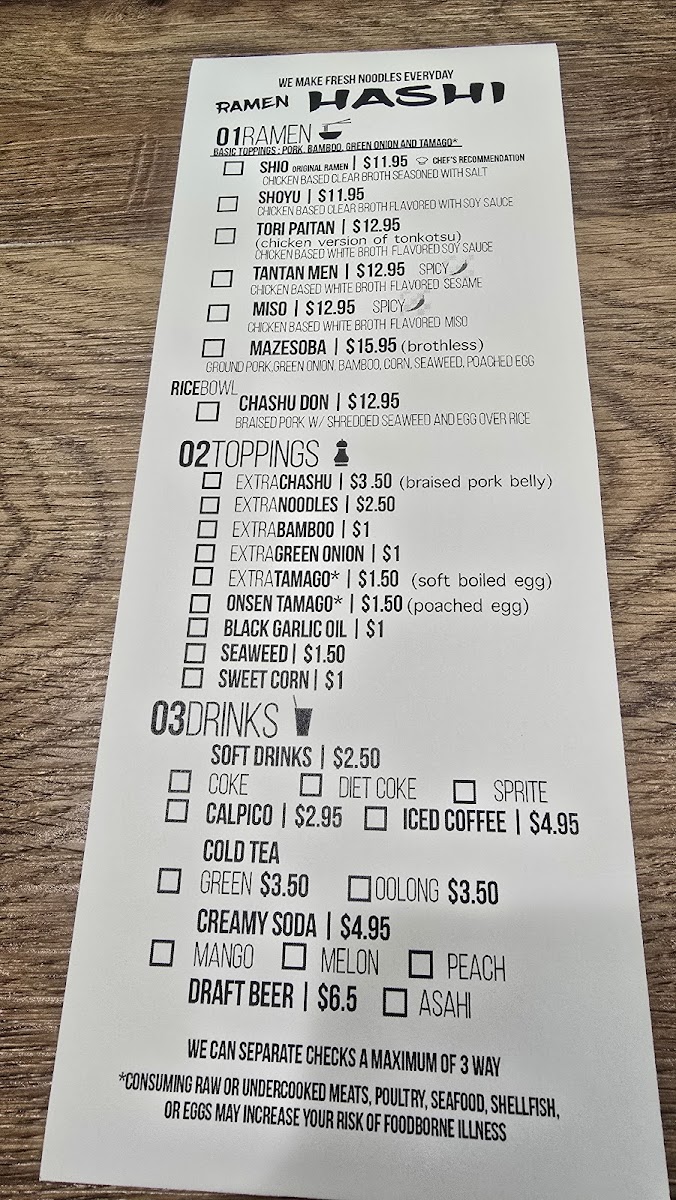 WE MAKE FRESH NOODLES EVERYDAY
RAMEN HASHI
01RAMEN
BASIC TOPPINGS : PORK, BAMBOO, GREEN ONION AND TAMAGO*
SHIO ORIGINAL RAMEN | $11.95 CHEF'S RECOMMENDATION
CHICKEN BASED CLEAR BROTH SEASONED WITH SALT
SHOYU | $11.95
CHICKEN BASED CLEAR BROTH FLAVORED WITH SOY SAUCE
TORI PAITAN | $12.95
(chicken version of tonkotsu)
CHICKEN BASED WHITE BROTH FLAVORED SOY SAUCE
TANTAN MEN | $12.95 SPICY
CHICKEN BASED WHITE BROTH FLAVORED SESAME
MISO | $12.95 SPICY
CHICKEN BASED WHITE BROTH FLAVORED MISO
MAZESOBA | $15.95 (brothless)
GROUND PORK,GREEN ONION, BAMBOO, CORN, SEAWEED, POACHED EGG
RICEBOWL
CHASHU DON | $12.95
BRAISED PORK W/ SHREDDED SEAWEED AND EGG OVER RICE
02TOPPINGS
EXTRACHASHU | $3.50 (braised pork belly)
EXTRANOODLES | $2.50
EXTRABAMBOO | $1
EXTRAGREEN ONION | $1
EXTRATAMAGO* | $1.50 (soft boiled egg)
ONSEN TAMAGO* | $1.50 (poached egg)
BLACK GARLIC OIL | $1
SEAWEED | $1.50
SWEET CORN | $1
03DRINKS
SOFT DRINKS | $2.50
COKE DIET COKE SPRITE
CALPICO | $2.95 ICED COFFEE | $4.95
COLD TEA
GREEN $3.50 OOLONG $3.50
CREAMY SODA | $4.95
MANGO MELON PEACH
DRAFT BEER | $6.5 ASAHI
WE CAN SEPARATE CHECKS A MAXIMUM OF 3 WAY
*CONSUMING RAW OR UNDERCOOKED MEATS, POULTRY, SEAFOOD, SHELLFISH,
OR EGGS MAY INCREASE YOUR RISK OF FOODBORNE ILLNESS